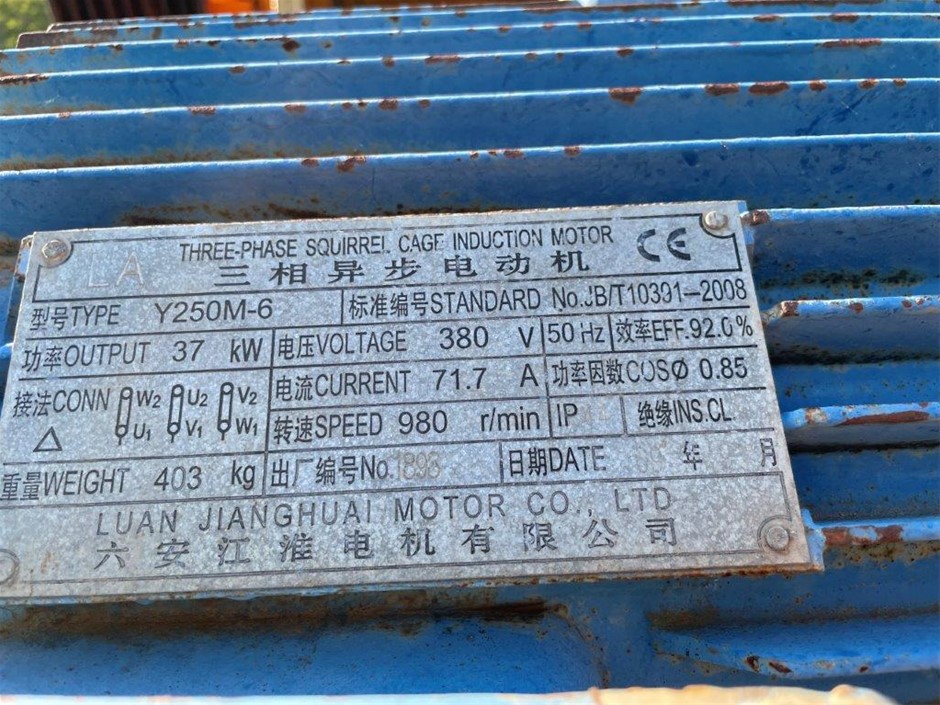 LA THREE-PHASE SQUIRREL CAGE INDUCTION MOTOR CE
三相异步电动机
型号TYPE Y250M-6 标准编号STANDARD No.JB/T10391-2008
功率OUTPUT 37 kW 电压VOLTAGE 380 V 50 Hz 效率EFF.92.0%
接法CONN W2 U2 V2 电流CURRENT 71.7 A 功率因数COSØ 0.85
△ U1 V1 W1 转速SPEED 980 r/min IP 绝缘INS.CL
重量WEIGHT 403 kg 出厂编号No.1898 日期DATE 年 月
LUAN JIANGHUAI MOTOR CO., LTD
六安江淮电机有限公司